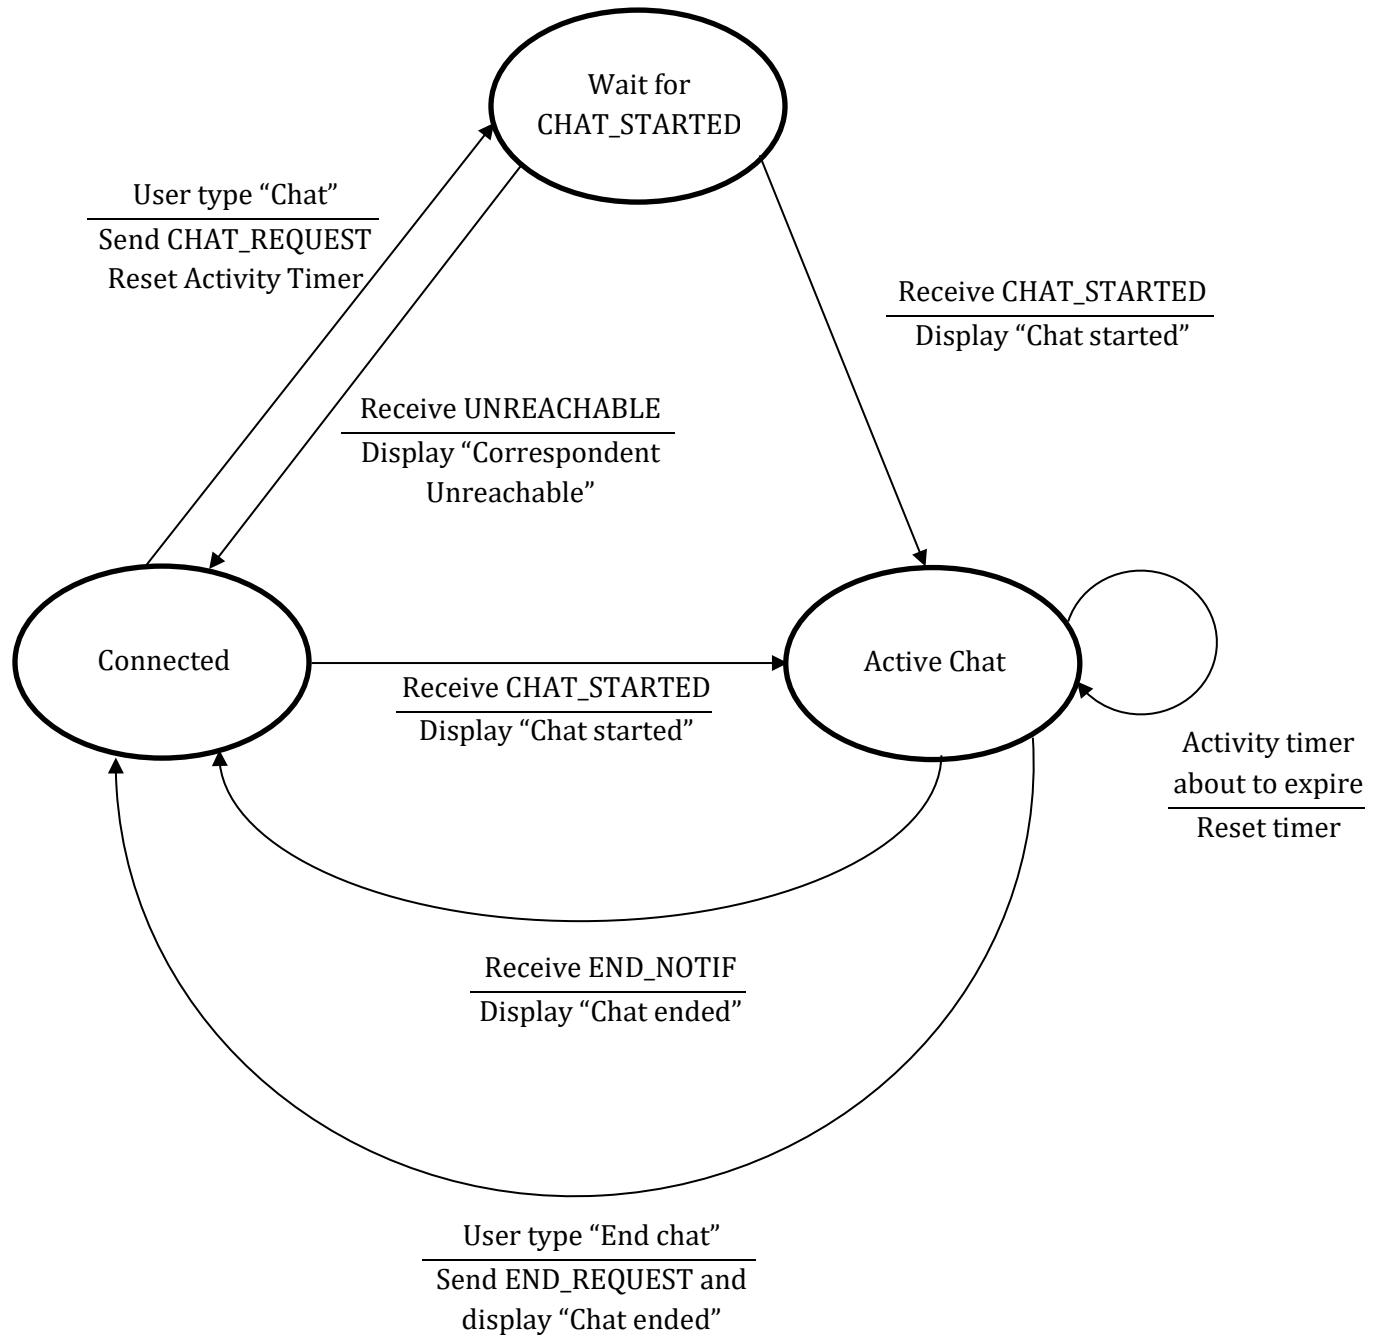 Wait for
CHAT_STARTED
User type “Chat”
Send CHAT_REQUEST
Reset Activity Timer
Receive CHAT_STARTED
Display “Chat started”
Receive UNREACHABLE
Display “Correspondent
Unreachable”
Connected
Active Chat
Receive CHAT_STARTED
Display “Chat started”
Activity timer
about to expire
Reset timer
Receive END_NOTIF
Display “Chat ended”
User type “End chat”
Send END_REQUEST and
display “Chat ended”